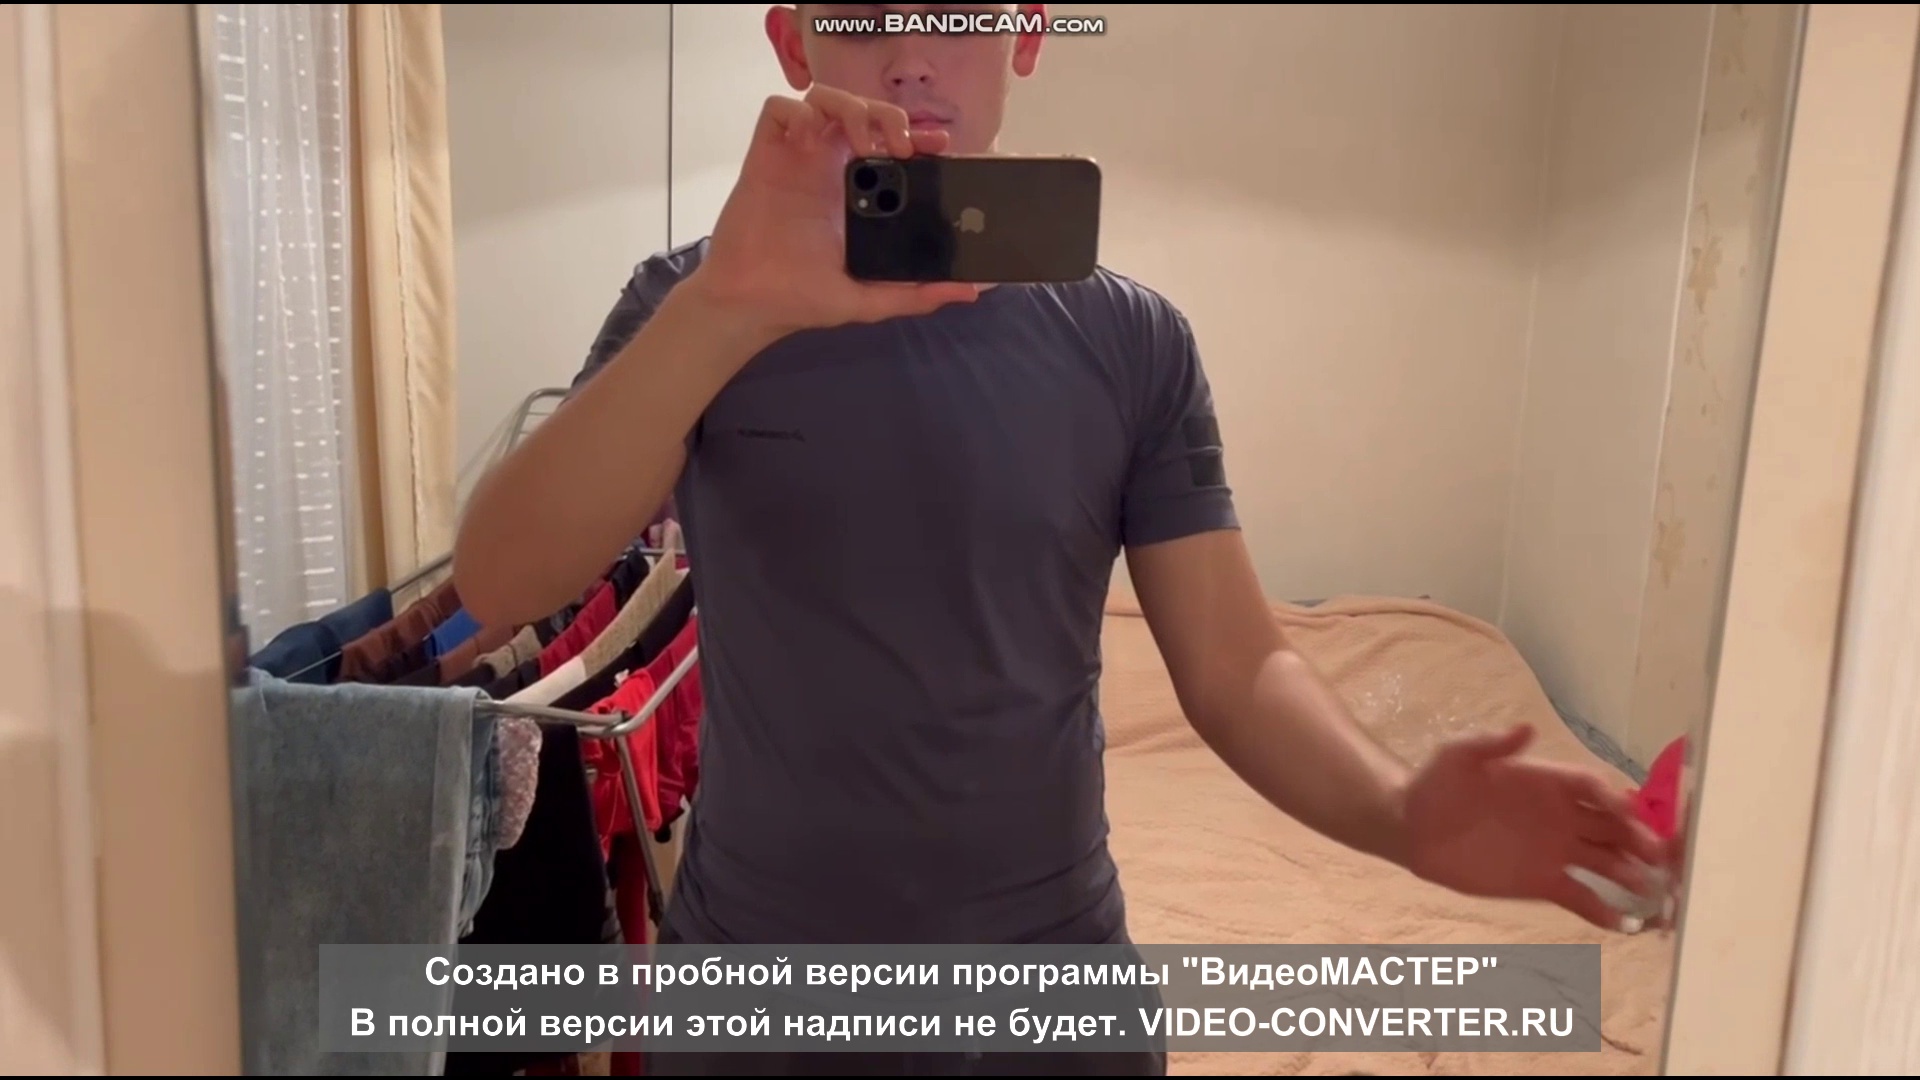 www.BANDICAM.com
Создано в пробной версии программы "ВидеоМАСТЕР"
В полной версии этой надписи не будет. VIDEO-CONVERTER.RU